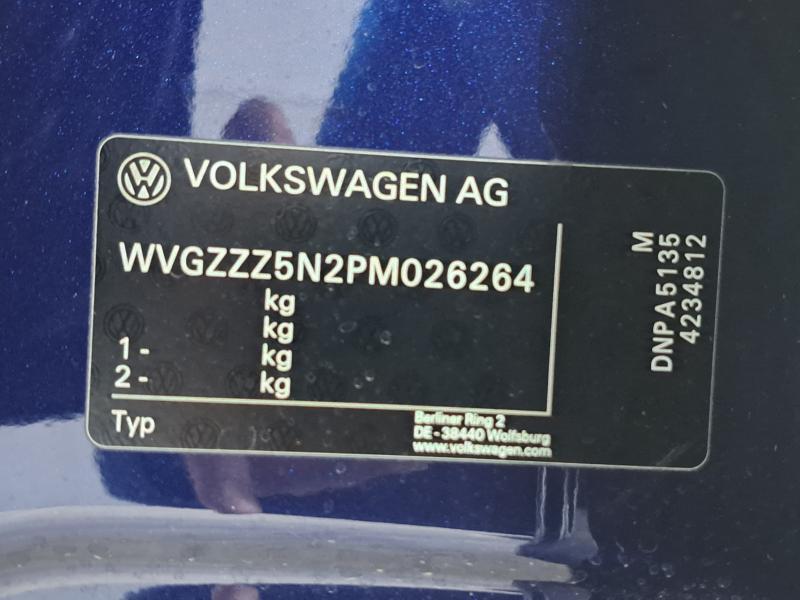 VOLKSWAGEN AG
WVGZZZ5N2PM026264
kg
kg
1 - kg
2 - kg
Typ
Berliner Ring 2
DE - 38440 Wolfsburg
www.volkswagen.com
M
DNPA5135
4234812